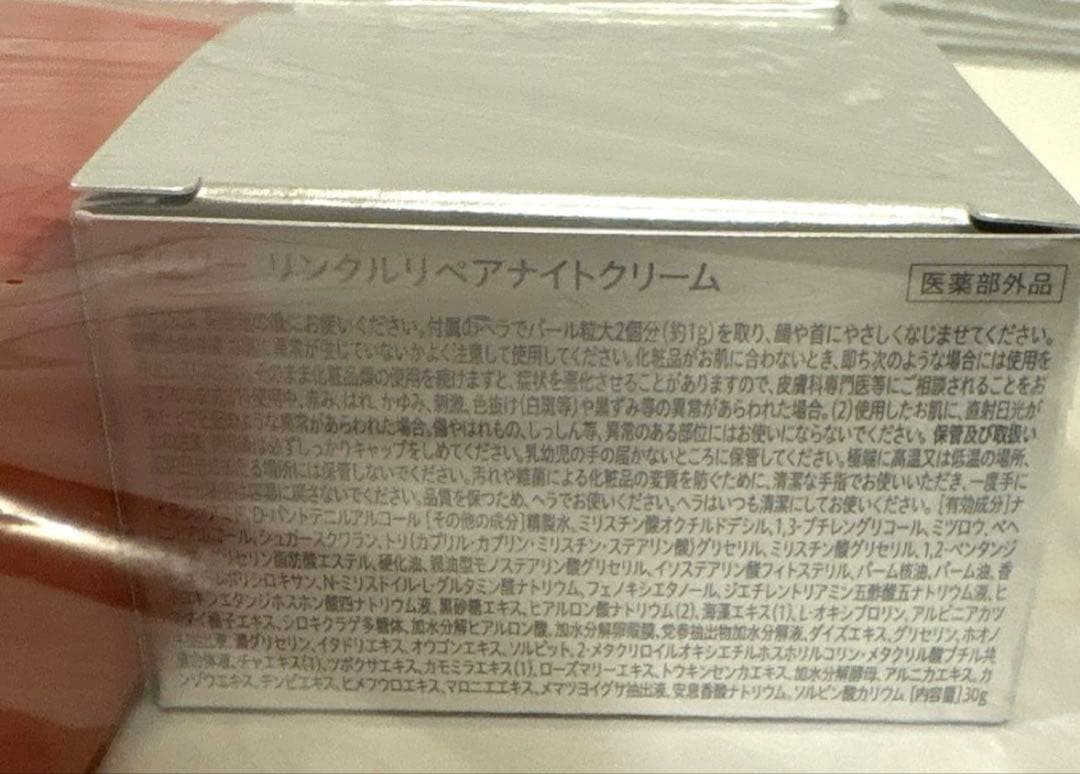 リンクルリペアナイトクリーム
医薬部外品
の後にお使いください。付属のヘラでパール粒大2個分(約1g)を取り、顔や首にやさしくなじませてください。
に異常が生じていないかよく注意して使用してください。化粧品がお肌に合わないとき、即ち次のような場合には使用を
そのまま化粧品類の使用を続けますと、症状を悪化させることがありますので、皮膚科専門医等にご相談されることをお
使用中、赤み、はれ、かゆみ、刺激、色抜け(白斑等)や黒ずみ等の異常があらわれた場合。(2)使用したお肌に、直射日光が
な異常があらわれた場合。傷やはれもの、しっしん等、異常のある部位にはお使いにならないでください。保管及び取扱い
は必ずしっかりキャップをしめてください。乳幼児の手の届かないところに保管してください。極端に高温又は低温の場所、
る場所には保管しないでください。汚れや雑菌による化粧品の変質を防ぐために、清潔な手指でお使いいただき、一度手に
に戻さないでください。品質を保つため、ヘラでお使いください。ヘラはいつも清潔にしてお使いください。[有効成分]ナ
D-パントテニルアルコール [その他の成分]精製水、ミリスチン酸オクチルドデシル、1,3-ブチレングリコール、ミツロウ、ベヘ
ルコール、シュガースクワラン、トリ(カプリル・カプリン・ミリスチン・ステアリン酸)グリセリル、ミリスチン酸グリセリル、1,2-ペンタンジ
リセリン脂肪酸エステル、硬化油、親油型モノステアリン酸グリセリル、イソステアリン酸フィトステリル、パーム核油、パーム油、香
ルポリシロキサン、N-ミリストイル-L-グルタミン酸ナトリウム、フェノキシエタノール、ジエチレントリアミン五酢酸五ナトリウム液、ヒ
キシエタンジホスホン酸四ナトリウム液、黒砂糖エキス、ヒアルロン酸ナトリウム(2)、海藻エキス(1)、L-オキシプロリン、アルピニアカツ
ダイ種子エキス、シロキクラゲ多糖体、加水分解ヒアルロン酸、加水分解卵殻膜、党参抽出物加水分解液、ダイズエキス、グリセリン、ホオノ
濃グリセリン、イタドリエキス、オウゴンエキス、ソルビット、2-メタクリロイルオキシエチルホスホリルコリン・メタクリル酸ブチル共
重合体液、チャエキス(1)、ツボクサエキス、カモミラエキス(1)、ローズマリーエキス、トウキンセンカエキス、加水分解酵母、アルニカエキス、カ
ンゾウエキス、テンピエキス、ヒメフウロエキス、マロニエエキス、メマツヨイグサ抽出液、安息香酸ナトリウム、ソルビン酸カリウム [内容量]30g